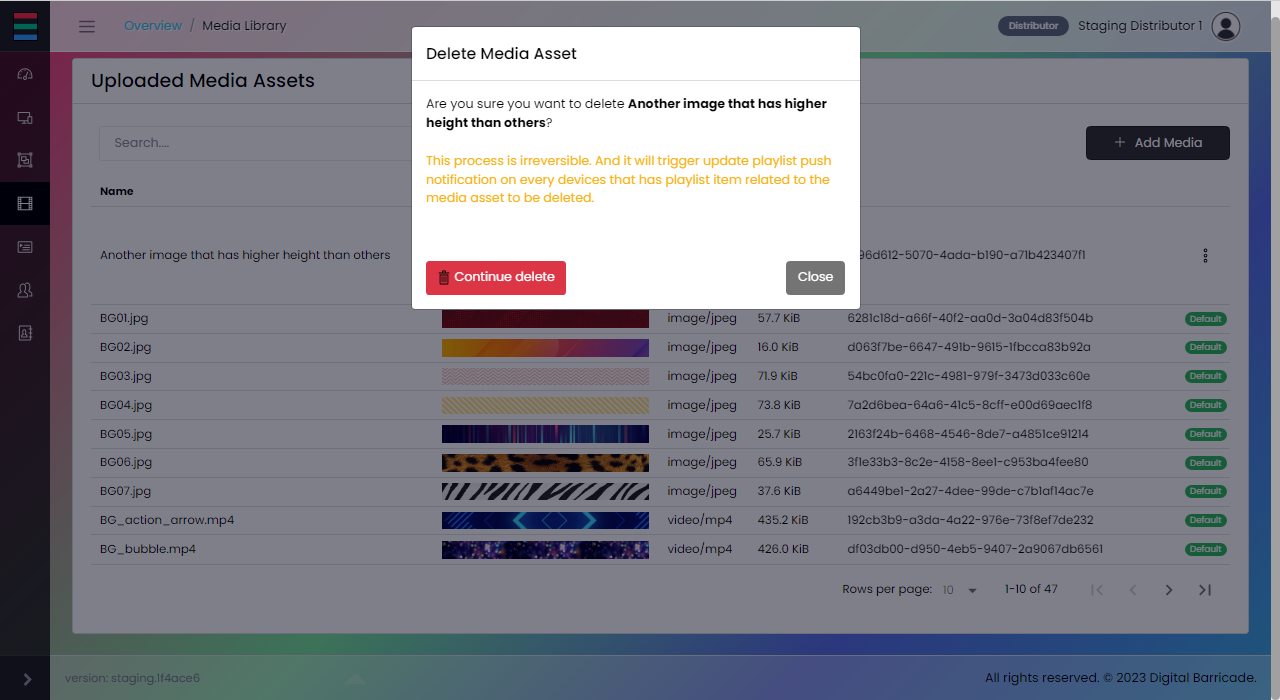 Overview / Media Library
Distributor
Staging Distributor 1
Uploaded Media Assets
Search....
Add Media
Name
Delete Media Asset
Are you sure you want to delete Another image that has higher
height than others?
This process is irreversible. And it will trigger update playlist push
notification on every devices that has playlist item related to the
media asset to be deleted.
Continue delete
Close
Another image that has higher height than others
96d612-5070-4ada-b190-a71b423407f1
BG01.jpg image/jpeg 57.7 KiB 6281c18d-a66f-40f2-aa0d-3a04d83f504b Default
BG02.jpg image/jpeg 16.0 KiB d063f7be-6647-491b-9615-1fbcca83b92a Default
BG03.jpg image/jpeg 71.9 KiB 54bc0fa0-221c-4981-979f-3473d033c60e Default
BG04.jpg image/jpeg 73.8 KiB 7a2d6bea-64a6-41c5-8cff-e00d69aec1f8 Default
BG05.jpg image/jpeg 25.7 KiB 2163f24b-6468-4546-8de7-a4851ce91214 Default
BG06.jpg image/jpeg 65.9 KiB 3f1e33b3-8c2e-4158-8ee1-c953ba4fee80 Default
BG07.jpg image/jpeg 37.6 KiB a6449be1-2a27-4dee-99de-c7b1af14ac7e Default
BG_action_arrow.mp4 video/mp4 435.2 KiB 192cb3b9-a3da-4a22-976e-73f8ef7de232 Default
BG_bubble.mp4 video/mp4 426.0 KiB df03db00-d950-4eb5-9407-2a9067db6561 Default
Rows per page: 10 1-10 of 47
version: staging.1f4ace6
All rights reserved. © 2023 Digital Barricade.